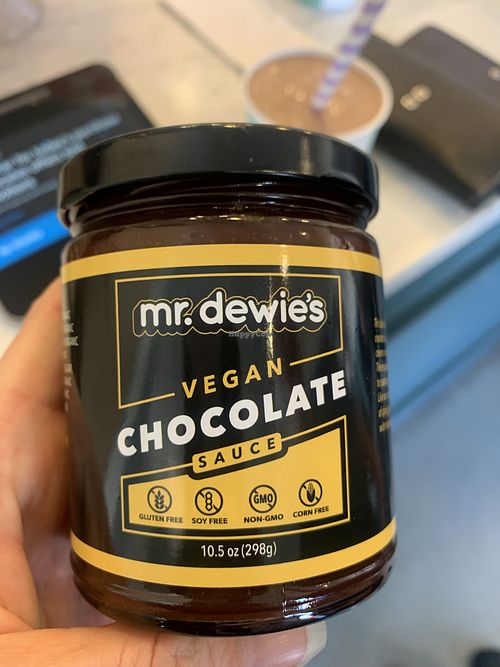 mr. dewie's
VEGAN
CHOCOLATE
SAUCE
GMO
GLUTEN FREE
SOY FREE
NON-GMO
CORN FREE
10.5 oz (298g)